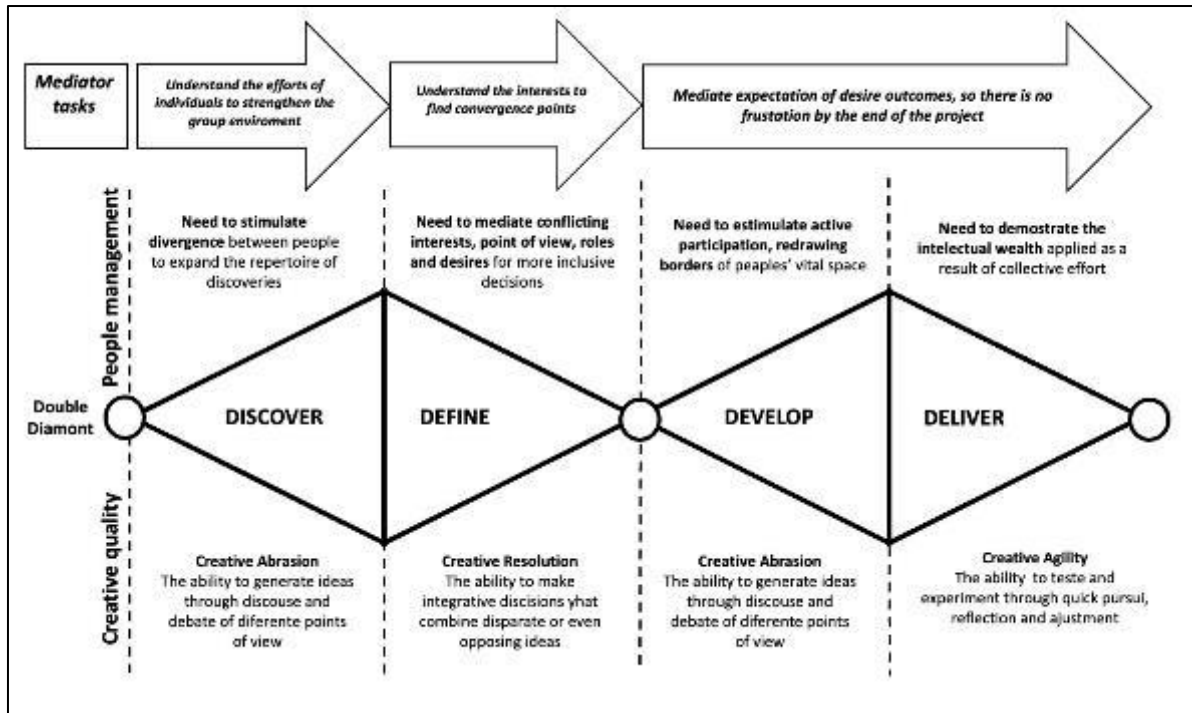 Mediator
tasks
Understand the efforts of
individuals to strengthen the
group enviroment
Understand the interests to
find convergence points
Mediate expectation of desire outcomes, so there is no
frustation by the end of the project
People management
Need to stimulate
divergence between people
to expand the repertoire of
discoveries
Need to mediate conflicting
interests, point of view, roles
and desires for more inclusive
decisions
Need to estimulate active
participation, redrawing
borders of peaples' vital space
Need to demostrate the
intelectual wealth applied as a
result of collective effort
Double
Diamont
DISCOVER
DEFINE
DEVELOP
DELIVER
Creative quality
Creative Abrasion
The ability to generate ideas
through discouse and
debate of diferente points
of view
Creative Resolution
The ability to make
integrative discisions yhat
combine disparate or even
opposing ideas
Creative Abrasion
The ability to generate ideas
through discouse and
debate of diferente points
of view
Creative Agility
The ability to teste and
experiment through quick pursui,
reflection and ajustment